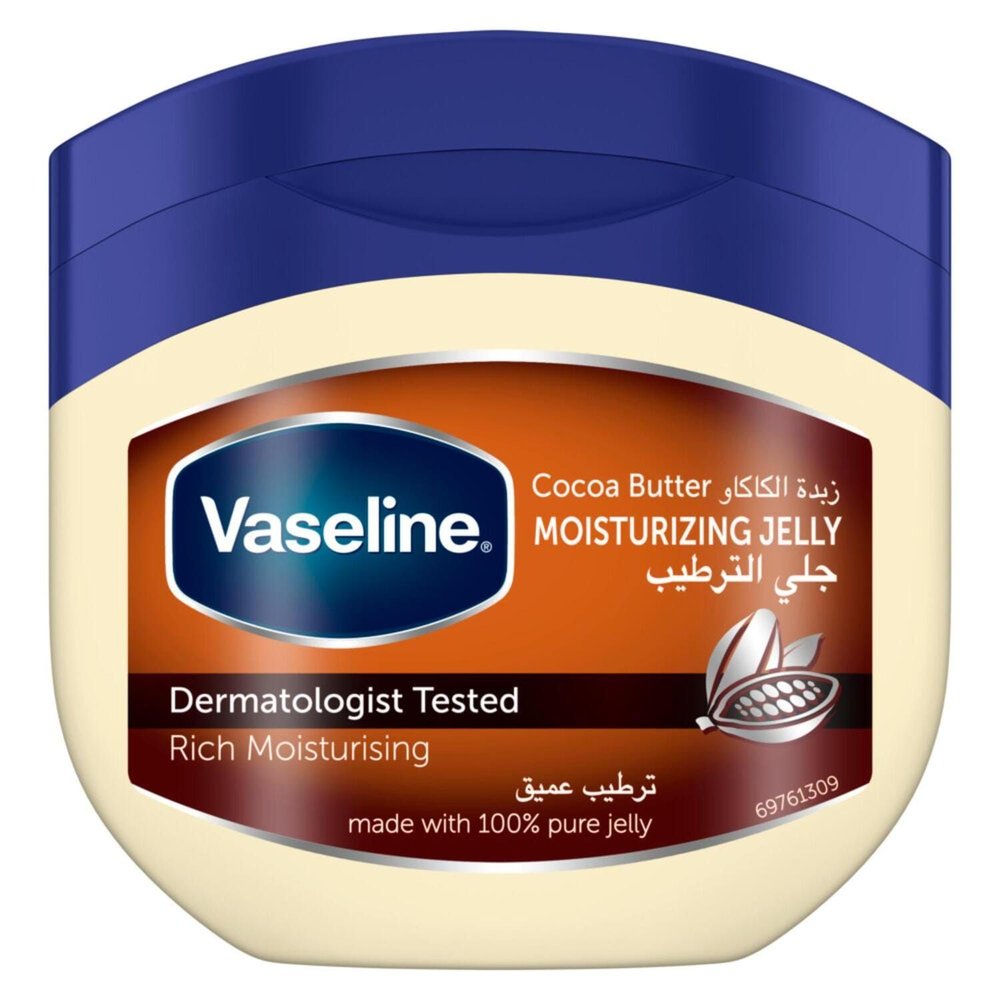 Vaseline®
Cocoa Butter زبدة الكاكاو
MOISTURIZING JELLY
جلي الترطيب
Dermatologist Tested
Rich Moisturising
ترطيب عميق
made with 100% pure jelly
69761309